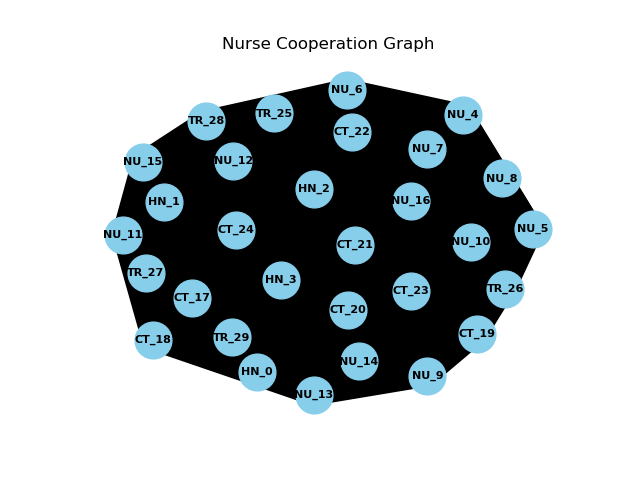 Nurse Cooperation Graph
NU_6
TR_25
NU_4
TR_28
CT_22
NU_7
NU_12
NU_15
NU_8
HN_2
NU_16
HN_1
NU_5
CT_24
NU_11
NU_10
CT_21
TR_27
HN_3
TR_26
CT_23
CT_17
CT_20
CT_19
TR_29
CT_18
NU_14
HN_0
NU_9
NU_13